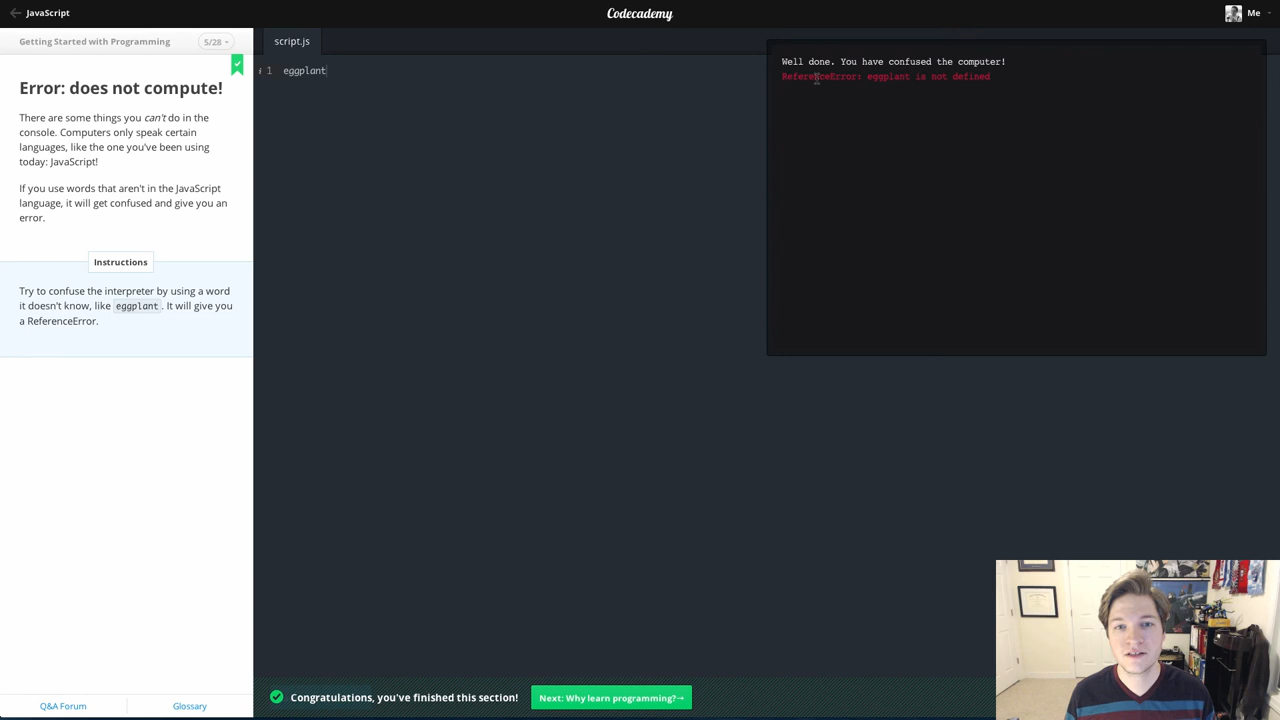 JavaScript
Codecademy
Me
Getting Started with Programming
5/28
script.js
Error: does not compute!
There are some things you can't do in the
console. Computers only speak certain
languages, like the one you've been using
today: JavaScript!
If you use words that aren't in the JavaScript
language, it will get confused and give you an
error.
Instructions
Try to confuse the interpreter by using a word
it doesn't know, like eggplant. It will give you
a ReferenceError.
Q&A Forum
Glossary
i 1 eggplant
Well done. You have confused the computer!
ReferenceError: eggplant is not defined
Congratulations, you've finished this section!
Next: Why learn programming?→